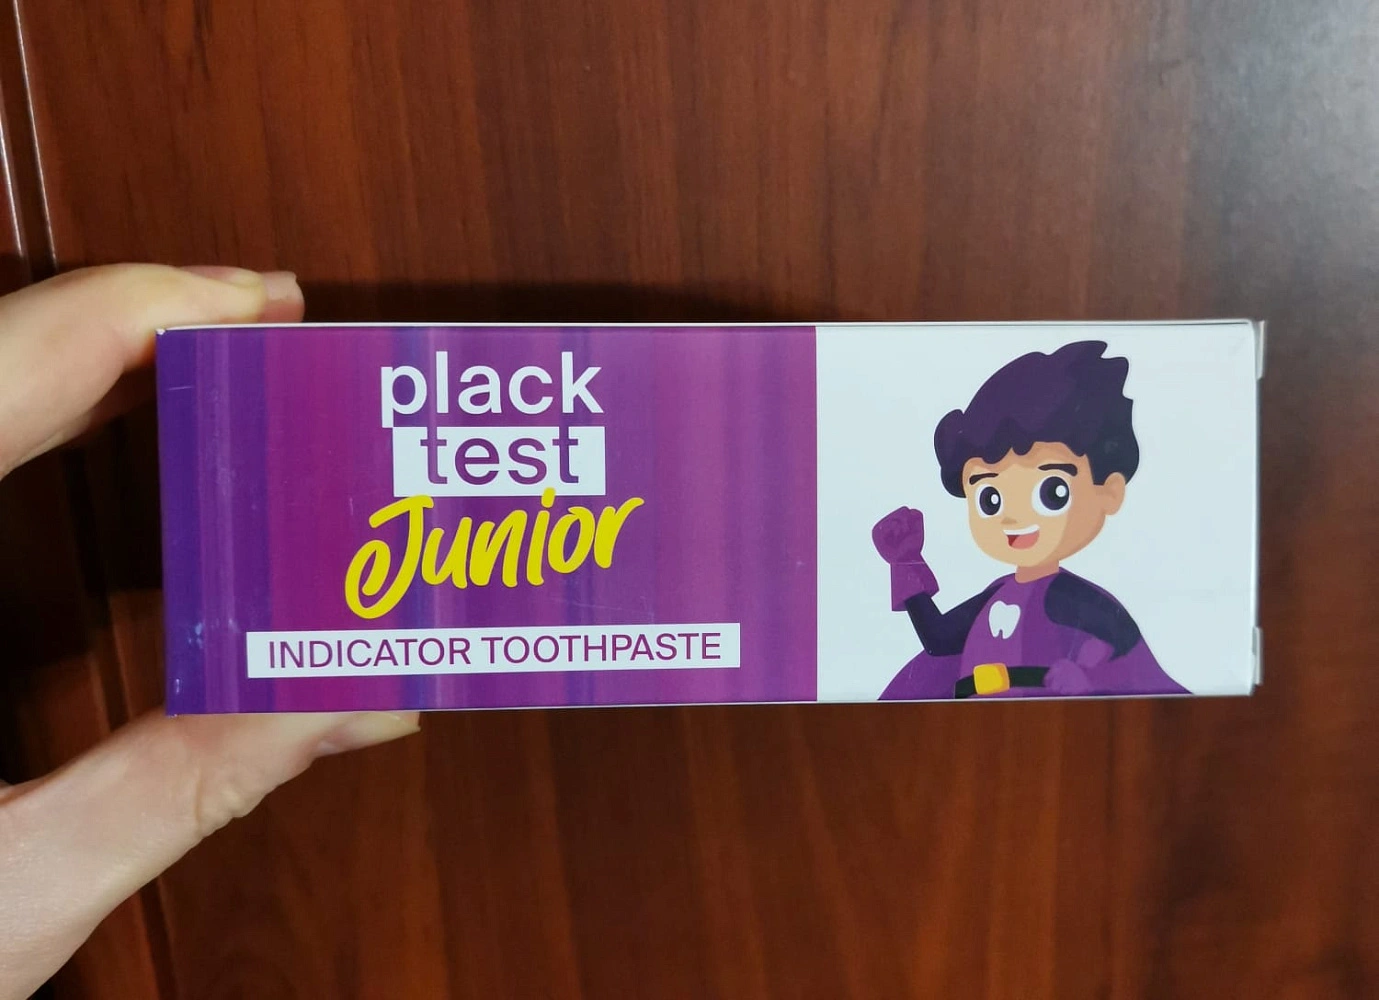 plack
test
Junior
INDICATOR TOOTHPASTE